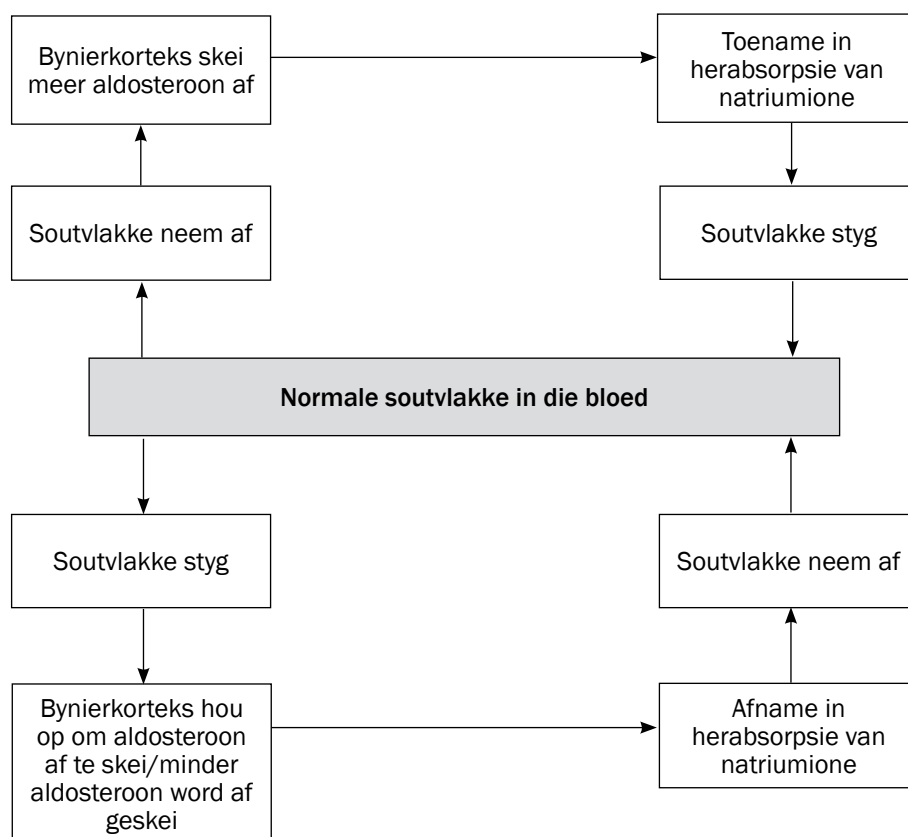 Bynierkorteks skei
meer aldosteroon af
Toename in
herabsorpsie van
natriumione
Soutvlakke neem af
Soutvlakke styg
Normale soutvlakke in die bloed
Soutvlakke styg
Soutvlakke neem af
Bynierkorteks hou
op om aldosteroon
af te skei/minder
aldosteroon word af
geskei
Afname in
herabsorpsie van
natriumione